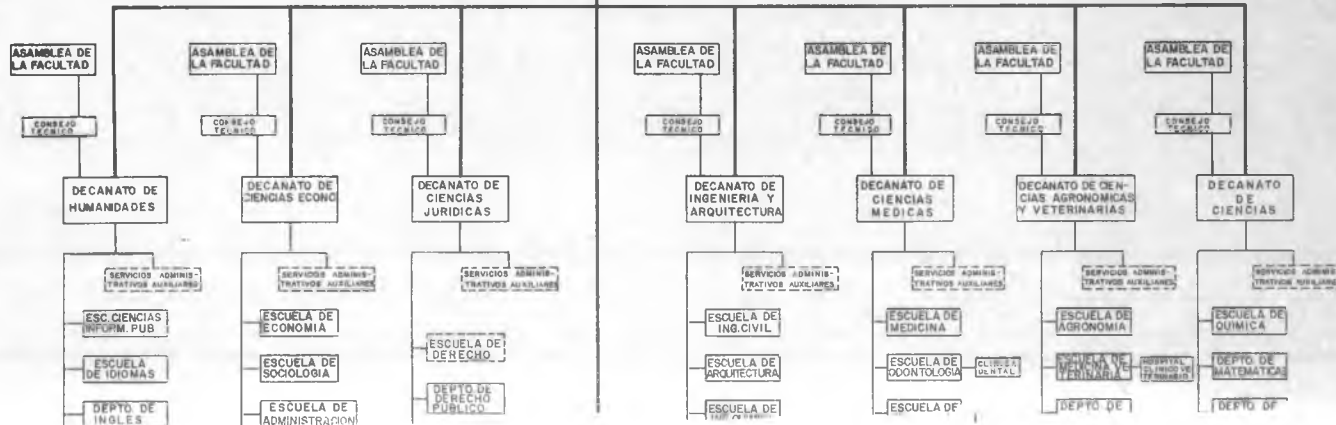 ASAMBLEA DE
LA FACULTAD
ASAMBLEA DE
LA FACULTAD
ASAMBLEA DE
LA FACULTAD
ASAMBLEA DE
LA FACULTAD
ASAMBLEA DE
LA FACULTAD
ASAMBLEA DE
LA FACULTAD
ASAMBLEA DE
LA FACULTAD
CONSEJO
TECNICO
CONSEJO
TECNICO
CONSEJO
TECNICO
CONSEJO
TECNICO
CONSEJO
TECNICO
CONSEJO
TECNICO
CONSEJO
TECNICO
DECANATO DE
HUMANIDADES
DECANATO DE
CIENCIAS ECONO
DECANATO DE
CIENCIAS
JURIDICAS
DECANATO DE
INGENIERIA Y
ARQUITECTURA
DECANATO DE
CIENCIAS
MEDICAS
DECANATO DE CIEN-
CIAS AGRONOMICAS
Y VETERINARIAS
DECANATO
DE
CIENCIAS
SERVICIOS ADMINIS-
TRATIVOS AUXILIARES
SERVICIOS ADMINIS-
TRATIVOS AUXILIARES
SERVICIOS ADMINIS-
TRATIVOS AUXILIARES
SERVICIOS ADMINIS-
TRATIVOS AUXILIARES
SERVICIOS ADMINIS-
TRATIVOS AUXILIARES
SERVICIOS ADMINIS-
TRATIVOS AUXILIARES
SERVICIOS ADMINIS-
TRATIVOS AUXILIARES
ESC. CIENCIAS
INFORM. PUB
ESCUELA DE
ECONOMIA
ESCUELA DE
DERECHO
ESCUELA DE
ING. CIVIL
ESCUELA DE
MEDICINA
ESCUELA DE
AGRONOMIA
ESCUELA DE
QUIMICA
ESCUELA
DE IDIOMAS
ESCUELA DE
SOCIOLOGIA
DEPTO DE
DERECHO
PUBLICO
ESCUELA DE
ARQUITECTURA
ESCUELA DE
ODONTOLOGIA
CLINICA
DENTAL
ESCUELA DE
MEDICINA VE
TERINARIA
HOSPITAL
CLINICO VE
TERINARIO
DEPTO. DE
MATEMATICAS
DEPTO. DE
INGLES
ESCUELA DE
ADMINISTRACION
ESCUELA DE
ESCUELA DE
DEPTO DE
DEPTO. DE